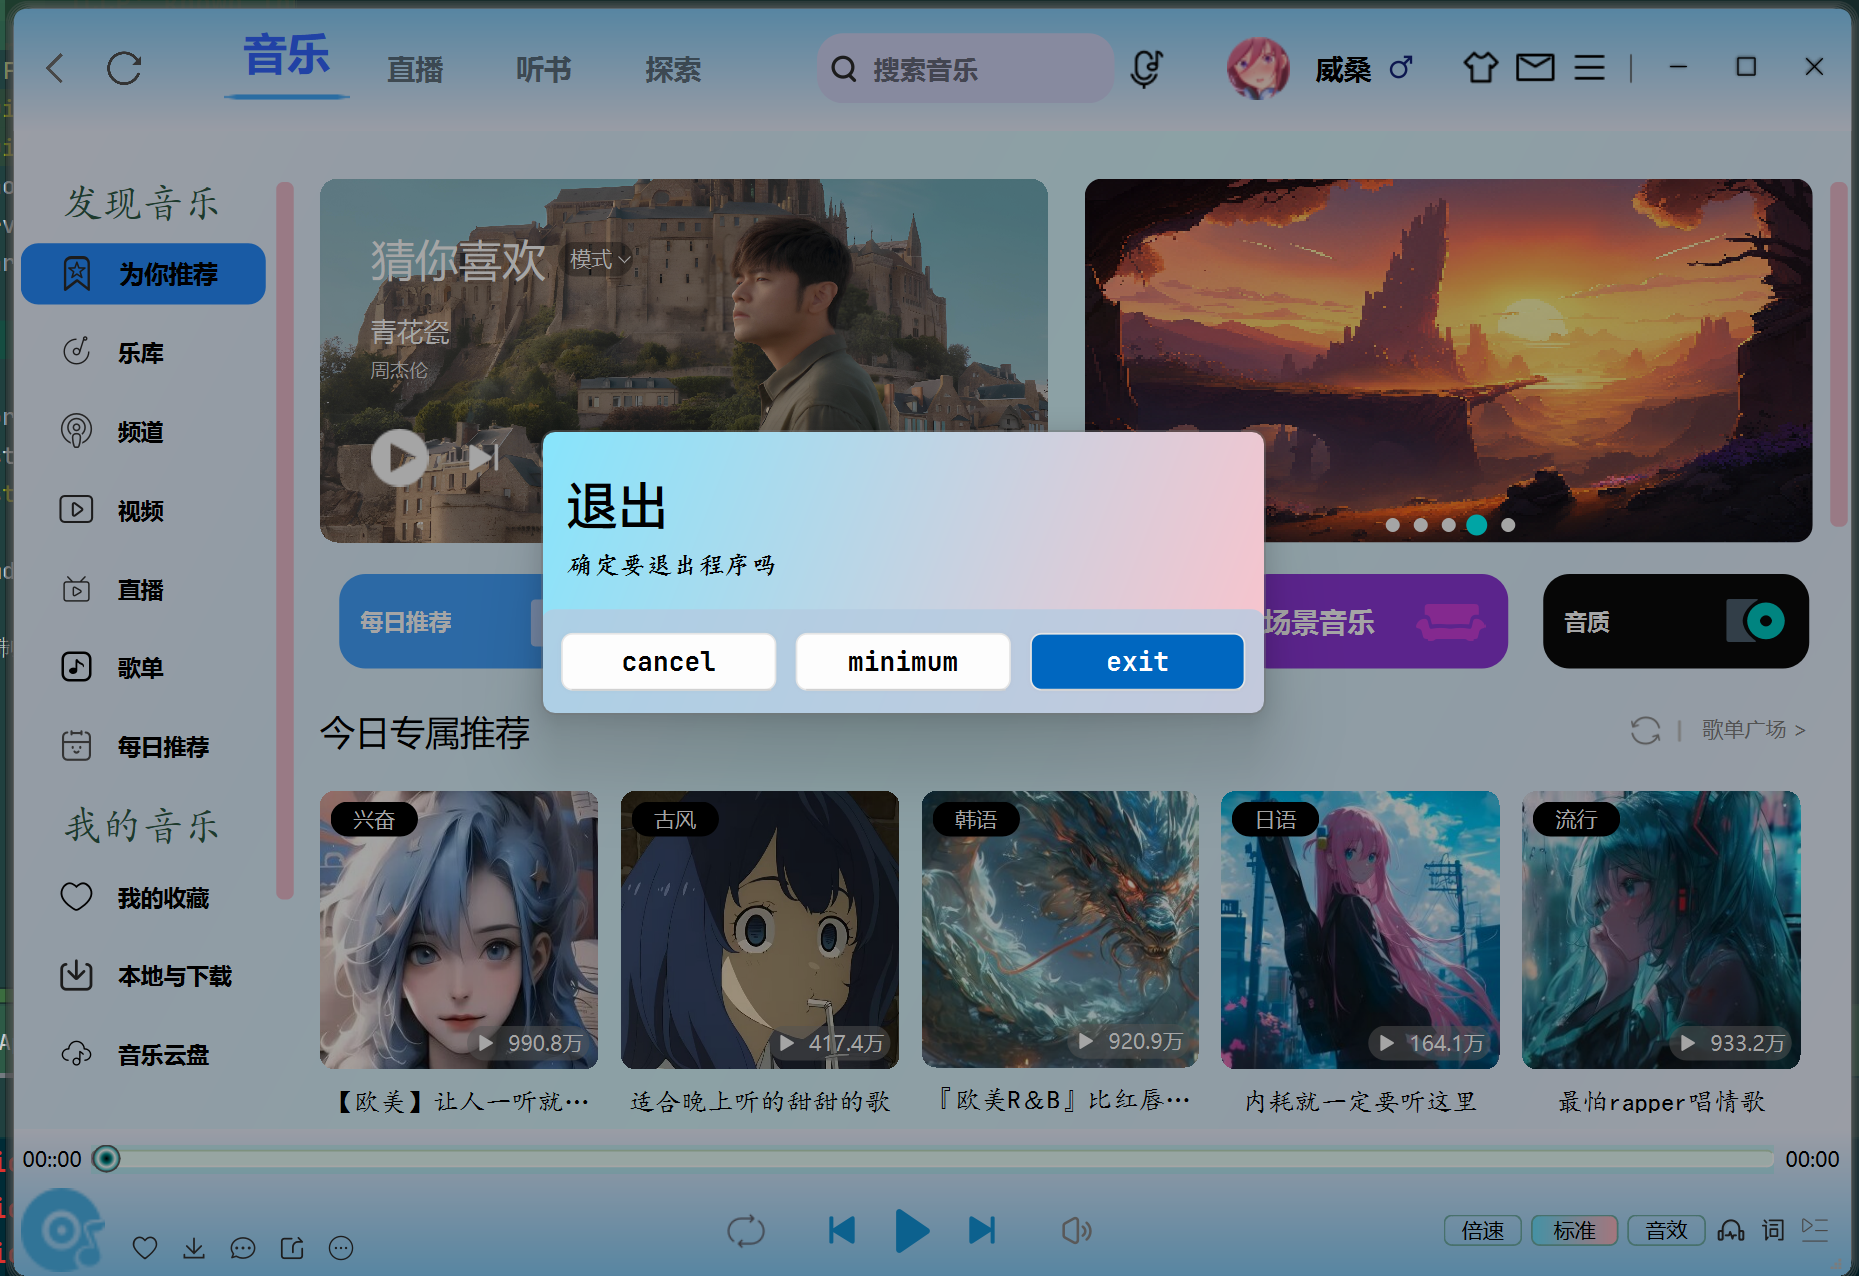 音乐 直播 听书 探索 搜索音乐 威桑
发现音乐
为你推荐
乐库
频道
视频
直播
歌单
每日推荐
我的音乐
我的收藏
本地与下载
音乐云盘
猜你喜欢 模式
青花瓷
周杰伦
退出
确定要退出程序吗
cancel minimum exit
每日推荐
场景音乐
音质
今日专属推荐
歌单广场 >
兴奋
990.8万
【欧美】让人一听就…
古风
417.4万
适合晚上听的甜甜的歌
韩语
920.9万
『欧美R&B』比红唇…
日语
164.1万
内耗就一定要听这里
流行
933.2万
最怕rapper唱情歌
00::00 00:00
倍速 标准 音效 词